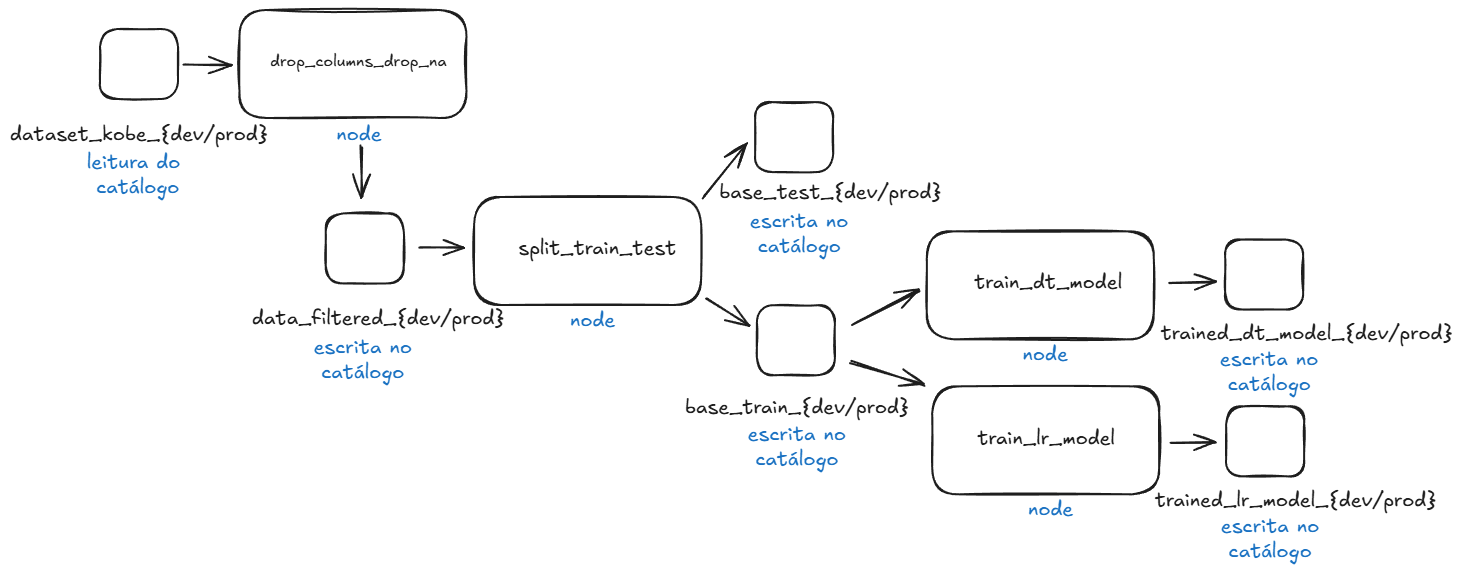 drop_columns_drop_na
dataset_kobe_{dev/prod}
leitura do
catálogo
node
data_filtered_{dev/prod}
escrita no
catálogo
split_train_test
node
base_test_{dev/prod}
escrita no
catálogo
base_train_{dev/prod}
escrita no
catálogo
train_dt_model
node
trained_dt_model_{dev/prod}
escrita no
catálogo
train_lr_model
node
trained_lr_model_{dev/prod}
escrita no
catálogo